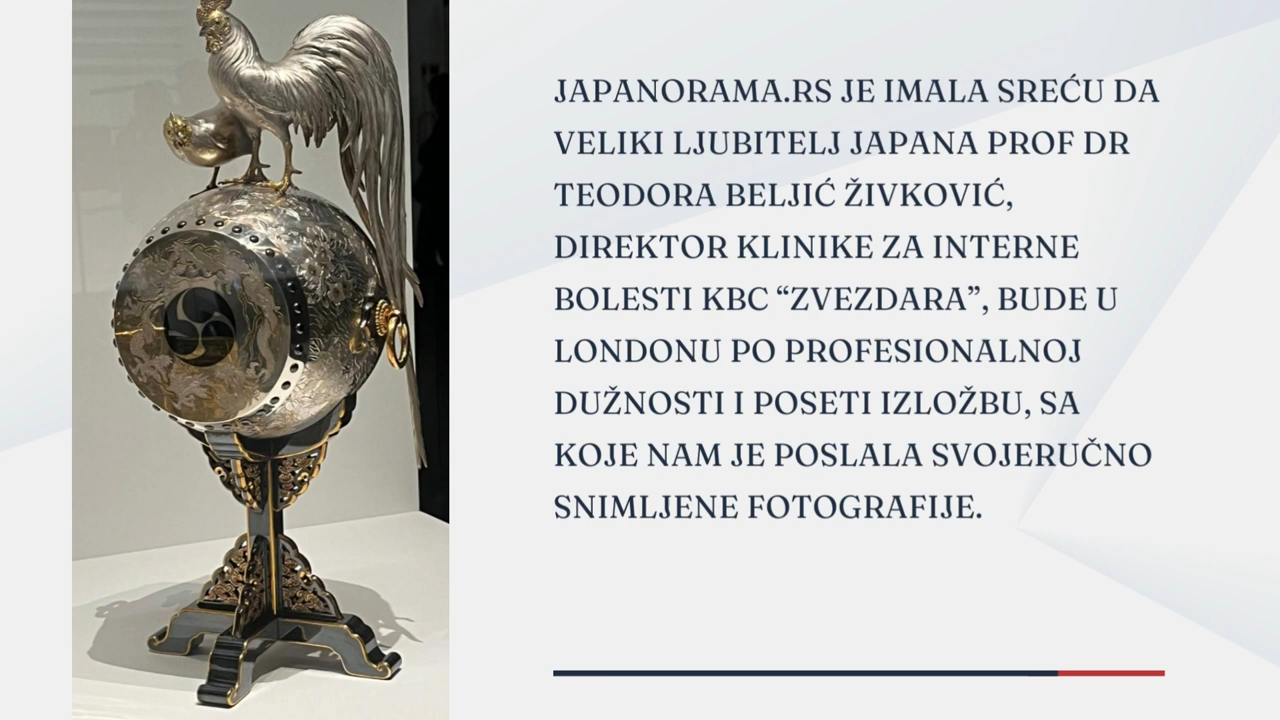 JAPANORAMA.RS JE IMALA SREĆU DA
VELIKI LJUBITELJ JAPANA PROF DR
TEODORA BELJIĆ ŽIVKOVIĆ,
DIREKTOR KLINIKE ZA INTERNE
BOLESTI KBC “ZVEZDARA”, BUDE U
LONDONU PO PROFESIONALNOJ
DUŽNOSTI I POSETI IZLOŽBU, SA
KOJE NAM JE POSLALA SVOJERUČNO
SNIMLJENE FOTOGRAFIJE.